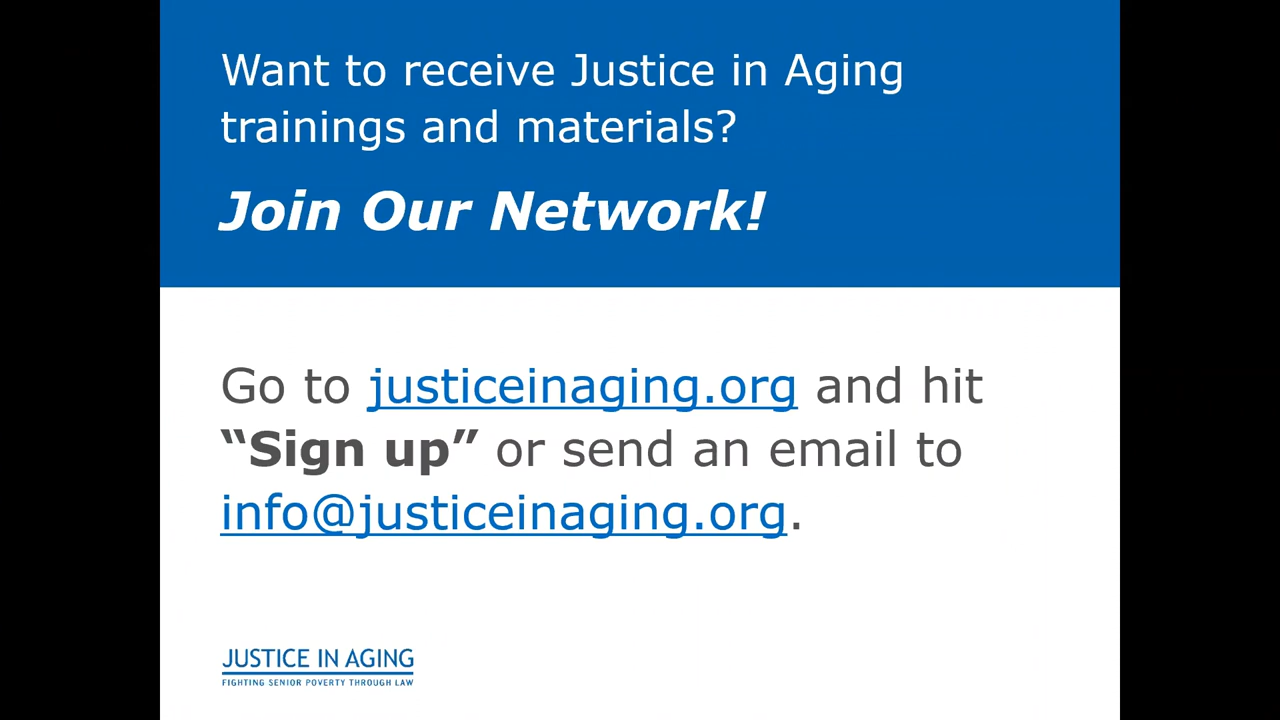 Want to receive Justice in Aging
trainings and materials?
Join Our Network!
Go to justiceinaging.org and hit
“Sign up” or send an email to
info@justiceinaging.org.
JUSTICE IN AGING
FIGHTING SENIOR POVERTY THROUGH LAW